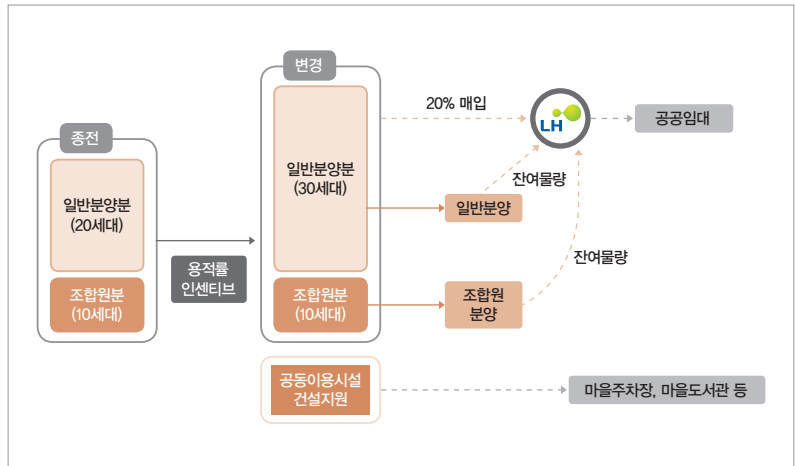 종전
일반분양분
(20세대)
조합원분
(10세대)
용적률
인센티브
변경
일반분양분
(30세대)
조합원분
(10세대)
20% 매입
LH
공공임대
잔여물량
일반분양
잔여물량
조합원
분양
공동이용시설
건설지원
마을주차장, 마을도서관 등